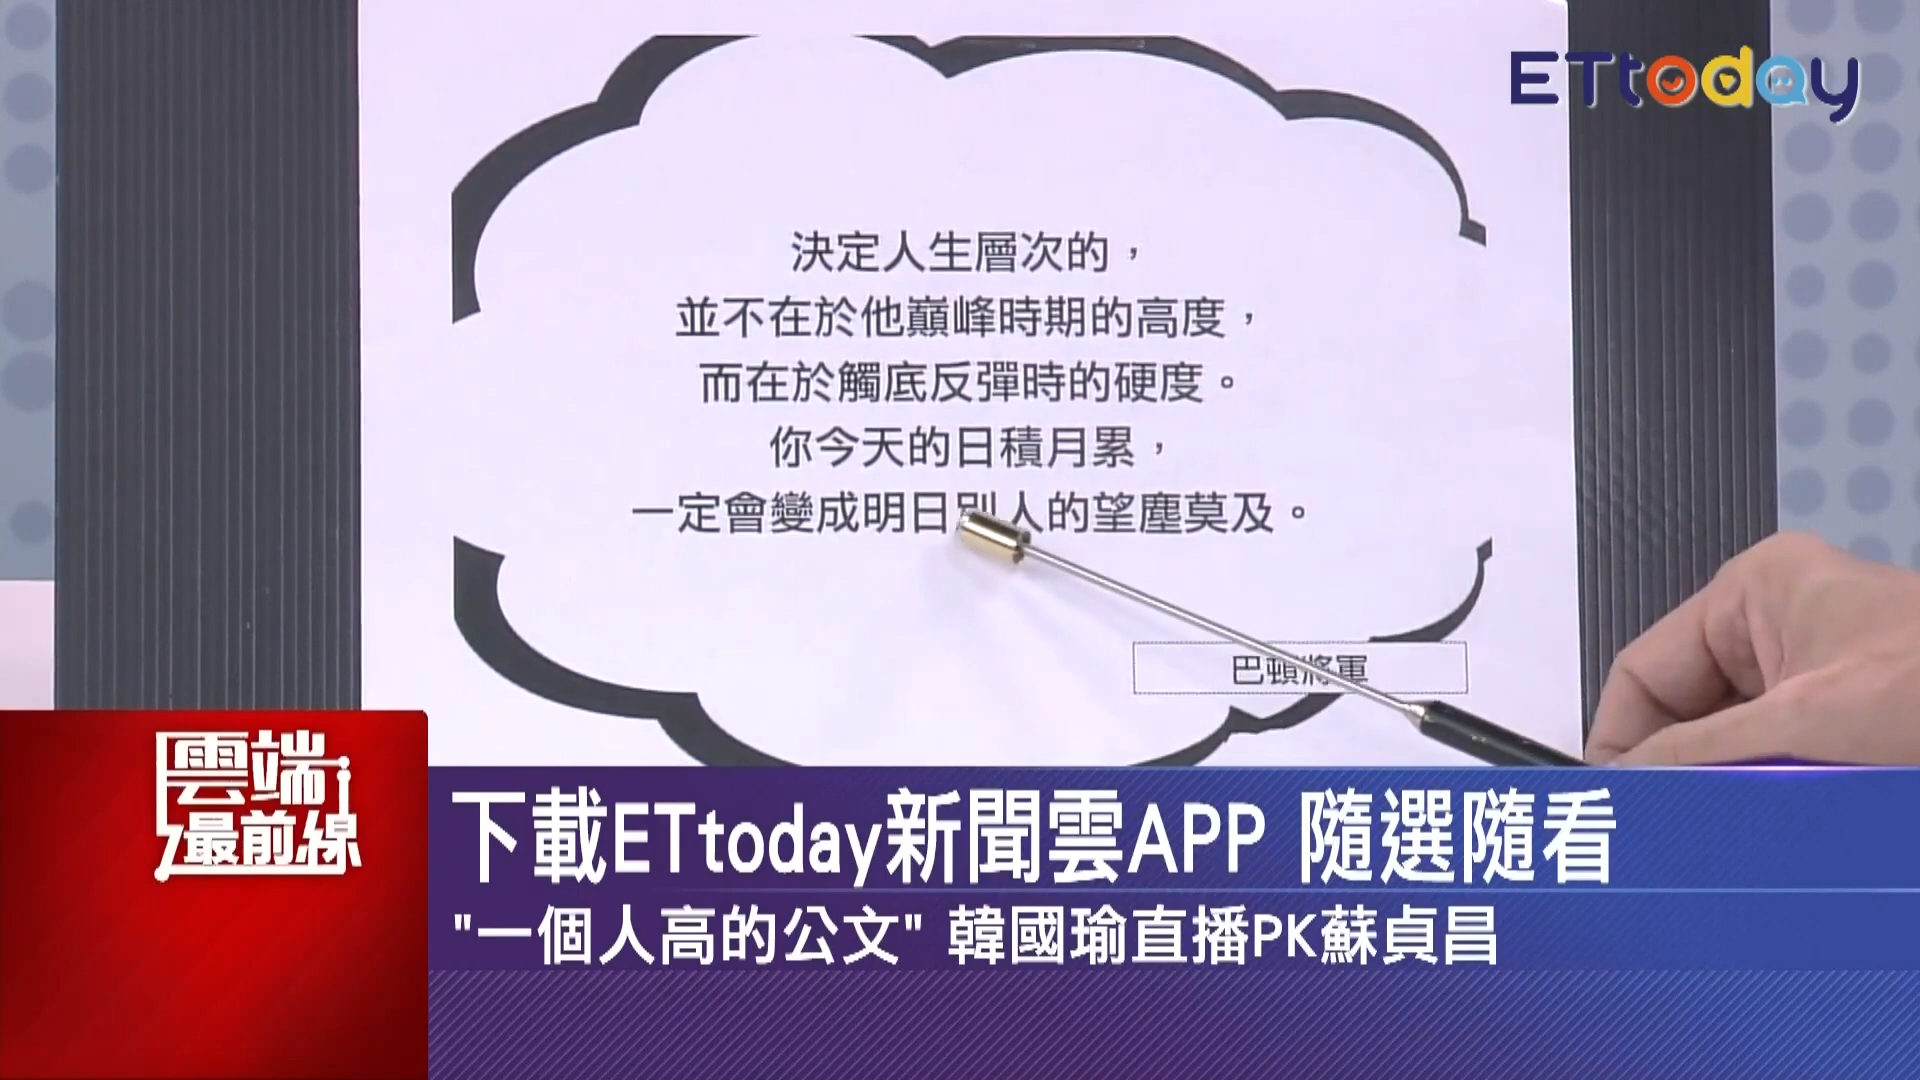 ETtoday
決定人生層次的，
並不在於他巔峰時期的高度，
而在於觸底反彈時的硬度。
你今天的日積月累，
一定會變成明日別人的望塵莫及。
巴頓將軍
雲端
最前線
下載ETtoday新聞雲APP 隨選隨看
"一個人高的公文" 韓國瑜直播PK蘇貞昌